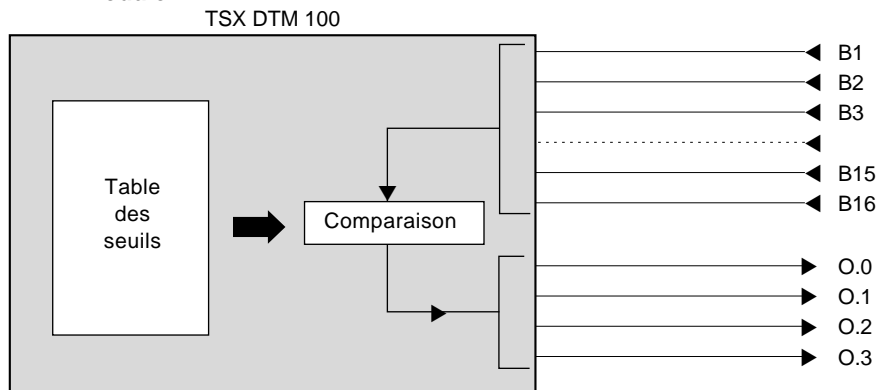 TSX DTM 100
B1
B2
B3
B15
B16
Table
des
seuils
Comparaison
O.0
O.1
O.2
O.3